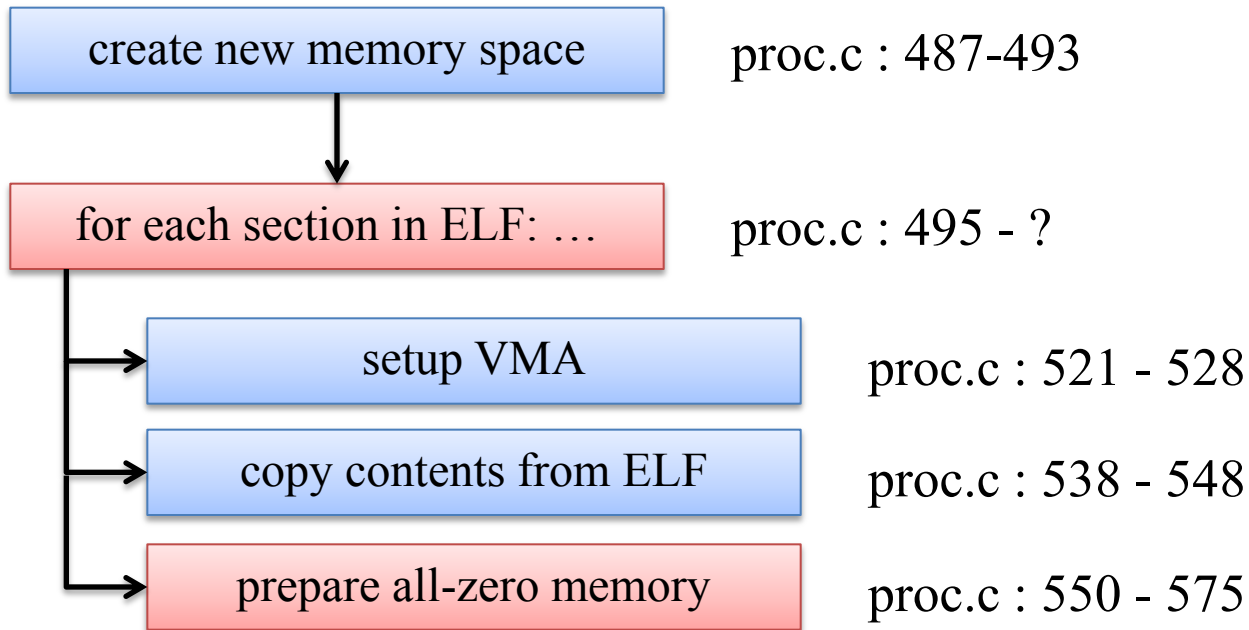 create new memory space
proc.c : 487-493
for each section in ELF: …
proc.c : 495 - ?
setup VMA
proc.c : 521 - 528
copy contents from ELF
proc.c : 538 - 548
prepare all-zero memory
proc.c : 550 - 575